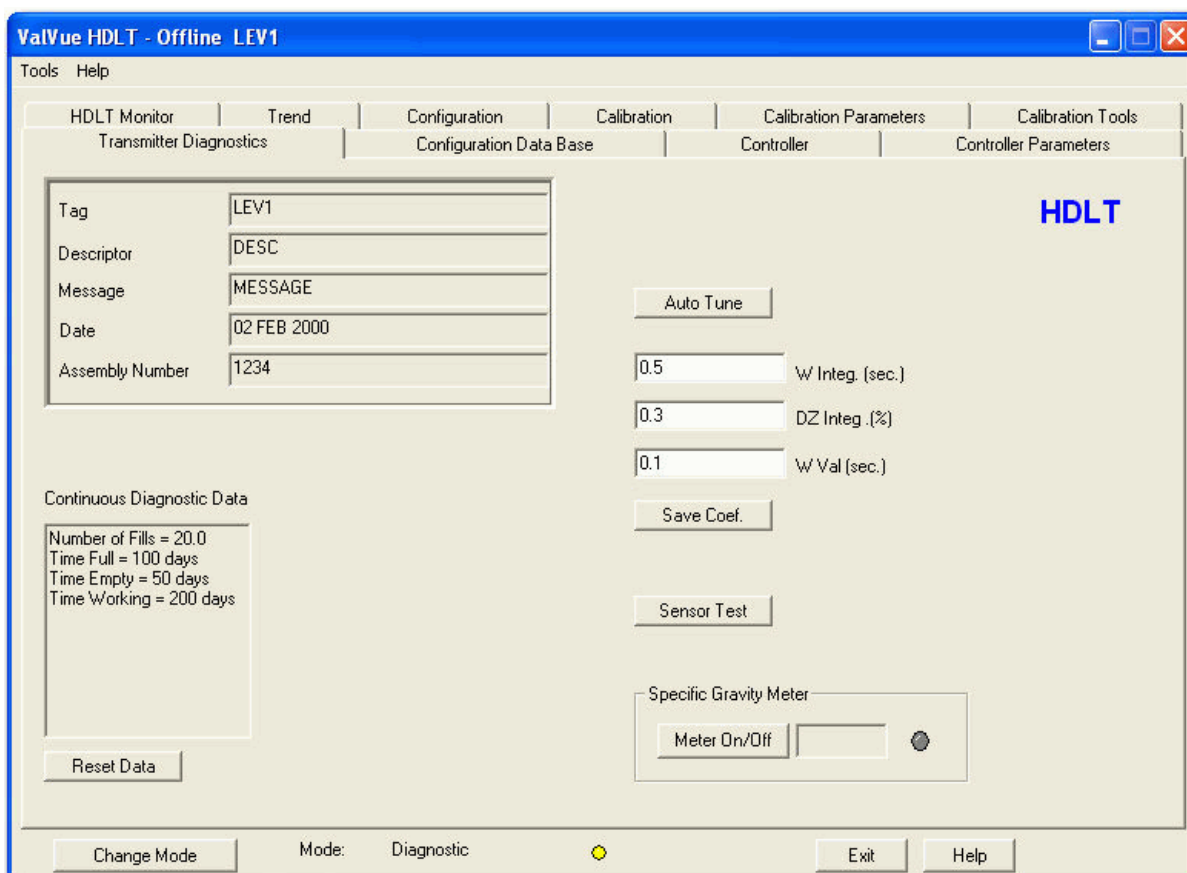 ValVue HDLT - Offline LEV1
Tools Help
HDLT Monitor Trend Configuration Calibration Calibration Parameters Calibration Tools
Transmitter Diagnostics Configuration Data Base Controller Controller Parameters
Tag LEV1
Descriptor DESC
Message MESSAGE
Date 02 FEB 2000
Assembly Number 1234
HDLT
Auto Tune
0.5 W Integ. (sec.)
0.3 DZ Integ .(%)
0.1 W Val (sec.)
Save Coef.
Continuous Diagnostic Data
Number of Fills = 20.0
Time Full = 100 days
Time Empty = 50 days
Time Working = 200 days
Reset Data
Sensor Test
Specific Gravity Meter
Meter On/Off
Change Mode Mode: Diagnostic Exit Help